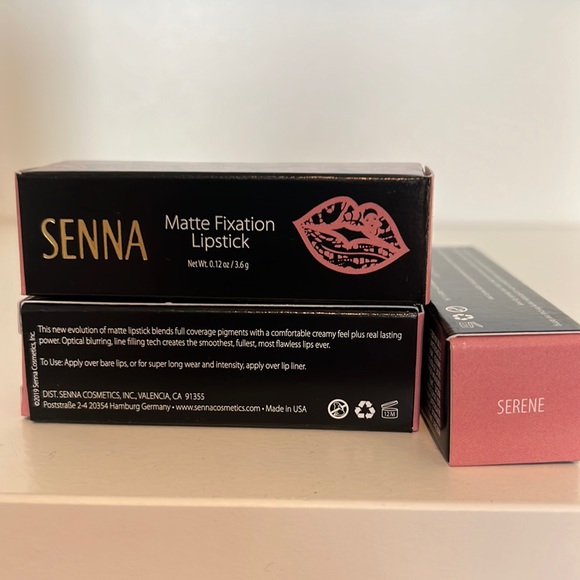 SENNA
Matte Fixation
Lipstick
Net Wt. 0.12 oz / 3.6 g
This new evolution of matte lipstick blends full coverage pigments with a comfortable creamy feel plus real lasting
power. Optical blurring, line filling tech creates the smoothest, fullest, most flawless lips ever.
To Use: Apply over bare lips, or for super long wear and intensity, apply over lip liner.
DIST. SENNA COSMETICS, INC., VALENCIA, CA 91355
Poststraße 2-4 20354 Hamburg Germany • www.sennacosmetics.com • Made in USA
12M
©2019 Senna Cosmetics, Inc.
SERENE